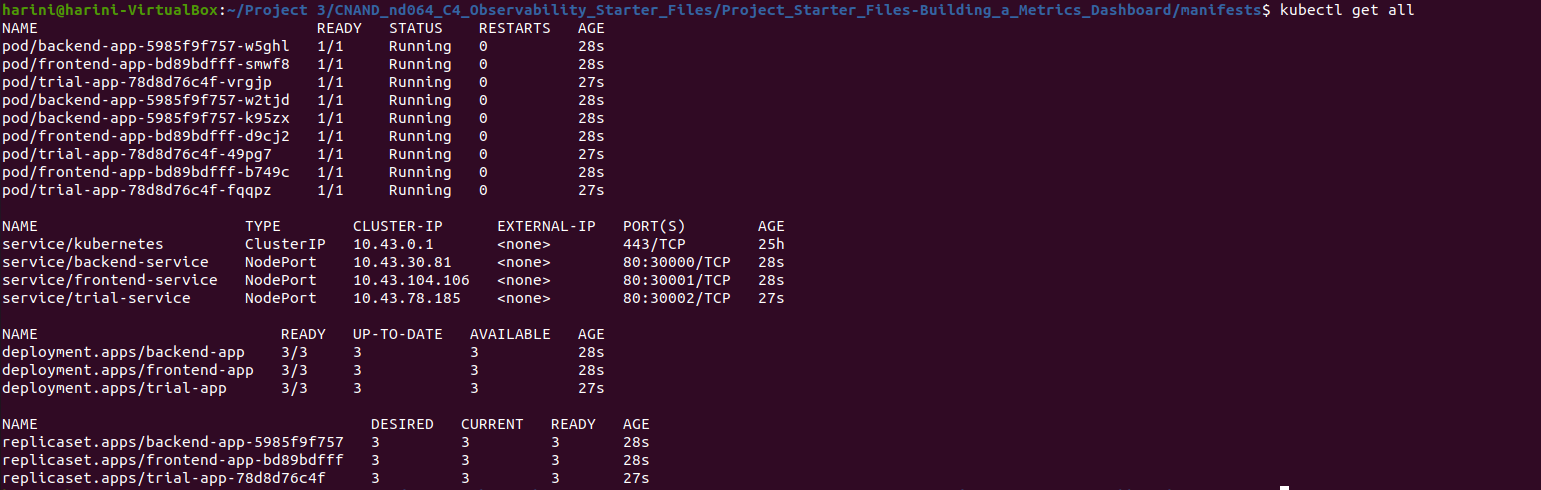 harini@harini-VirtualBox:~/Project 3/CNAND_nd064_C4_Observability_Starter_Files/Project_Starter_Files-Building_a_Metrics_Dashboard/manifests$ kubectl get all
NAME READY STATUS RESTARTS AGE
pod/backend-app-5985f9f757-w5ghl 1/1 Running 0 28s
pod/frontend-app-bd89bdfff-smwf8 1/1 Running 0 28s
pod/trial-app-78d8d76c4f-vrgjp 1/1 Running 0 27s
pod/backend-app-5985f9f757-w2tjd 1/1 Running 0 28s
pod/backend-app-5985f9f757-k95zx 1/1 Running 0 28s
pod/frontend-app-bd89bdfff-d9cj2 1/1 Running 0 28s
pod/trial-app-78d8d76c4f-49pg7 1/1 Running 0 27s
pod/frontend-app-bd89bdfff-b749c 1/1 Running 0 28s
pod/trial-app-78d8d76c4f-fqqpz 1/1 Running 0 27s
NAME TYPE CLUSTER-IP EXTERNAL-IP PORT(S) AGE
service/kubernetes ClusterIP 10.43.0.1 <none> 443/TCP 25h
service/backend-service NodePort 10.43.30.81 <none> 80:30000/TCP 28s
service/frontend-service NodePort 10.43.104.106 <none> 80:30001/TCP 28s
service/trial-service NodePort 10.43.78.185 <none> 80:30002/TCP 27s
NAME READY UP-TO-DATE AVAILABLE AGE
deployment.apps/backend-app 3/3 3 3 28s
deployment.apps/frontend-app 3/3 3 3 28s
deployment.apps/trial-app 3/3 3 3 27s
NAME DESIRED CURRENT READY AGE
replicaset.apps/backend-app-5985f9f757 3 3 3 28s
replicaset.apps/frontend-app-bd89bdfff 3 3 3 28s
replicaset.apps/trial-app-78d8d76c4f 3 3 3 27s